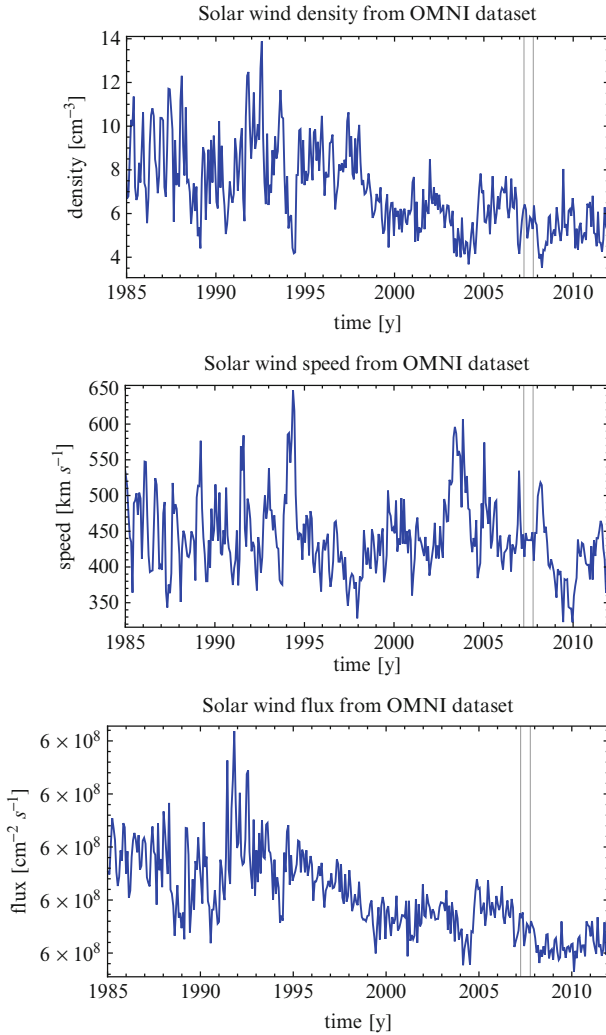 Solar wind density from OMNI dataset
density [cm⁻³]
14
12
10
8
6
4
1985 1990 1995 2000 2005 2010
time [y]
Solar wind speed from OMNI dataset
speed [km s⁻¹]
650
600
550
500
450
400
350
1985 1990 1995 2000 2005 2010
time [y]
Solar wind flux from OMNI dataset
flux [cm⁻² s⁻¹]
6 × 10⁸
6 × 10⁸
6 × 10⁸
6 × 10⁸
6 × 10⁸
1985 1990 1995 2000 2005 2010
time [y]